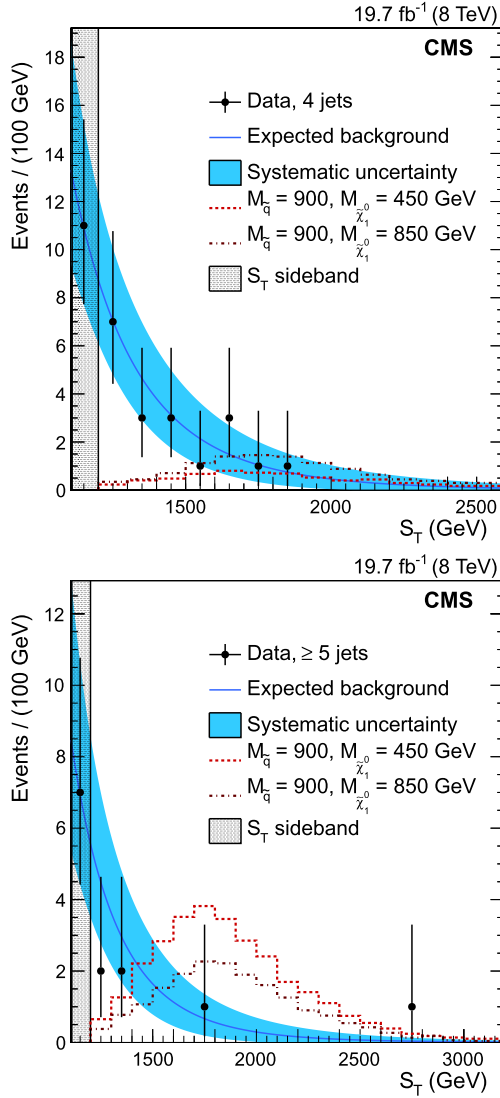 19.7 fb⁻¹ (8 TeV)
CMS
Data, 4 jets
Expected background
Systematic uncertainty
M_q̃ = 900, M_χ̃₁⁰ = 450 GeV
M_q̃ = 900, M_χ̃₁⁰ = 850 GeV
S_T sideband
Events / (100 GeV)
18
16
14
12
10
8
6
4
2
0
1500 2000 2500
S_T (GeV)
19.7 fb⁻¹ (8 TeV)
CMS
Data, ≥ 5 jets
Expected background
Systematic uncertainty
M_q̃ = 900, M_χ̃₁⁰ = 450 GeV
M_q̃ = 900, M_χ̃₁⁰ = 850 GeV
S_T sideband
Events / (100 GeV)
12
10
8
6
4
2
0
1500 2000 2500 3000
S_T (GeV)